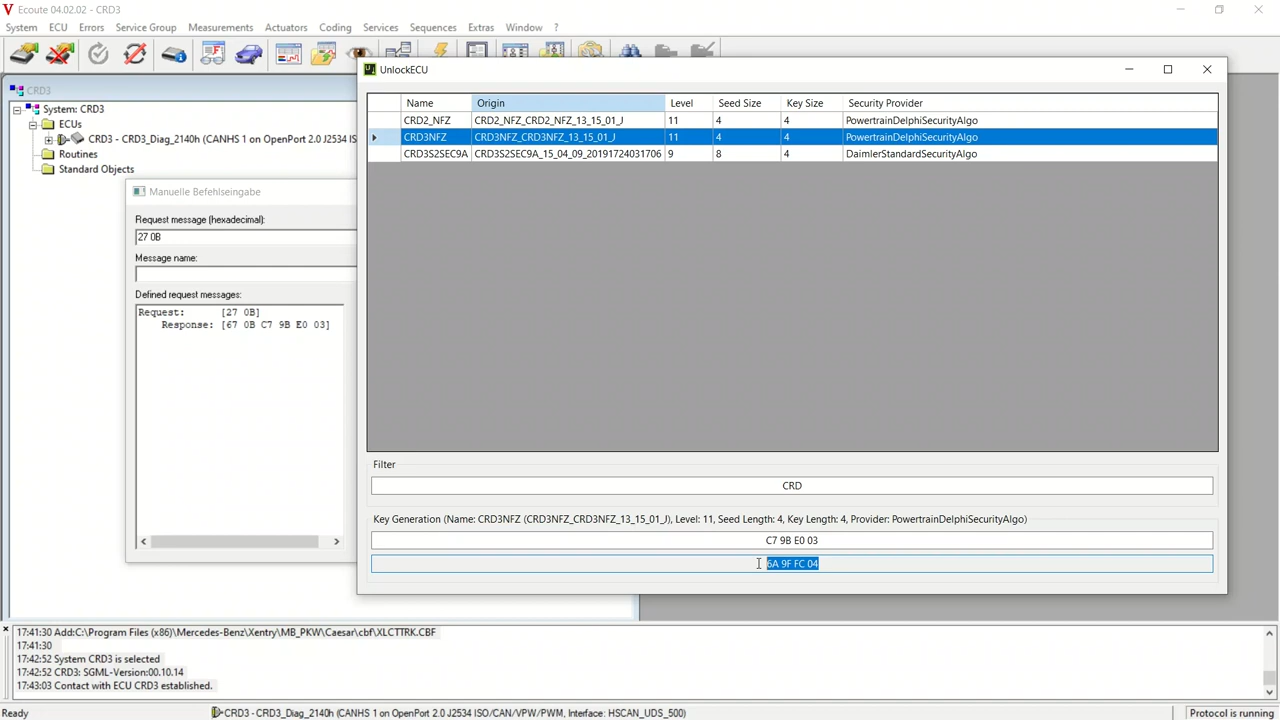 Ecoute 04.02.02 - CRD3
System ECU Errors Service Group Measurements Actuators Coding Services Sequences Extras Window ?
CRD3
System: CRD3
ECUs
CRD3 - CRD3_Diag_2140h (CANHS 1 on OpenPort 2.0 J2534 IS
Routines
Standard Objects
Manuelle Befehlseingabe
Request message (hexadecimal):
27 0B
Message name:
Defined request messages:
Request: [27 0B]
Response: [67 0B C7 9B E0 03]
UnlockECU
Name Origin Level Seed Size Key Size Security Provider
CRD2_NFZ CRD2_NFZ_CRD2_NFZ_13_15_01_J 11 4 4 PowertrainDelphiSecurityAlgo
CRD3NFZ CRD3NFZ_CRD3NFZ_13_15_01_J 11 4 4 PowertrainDelphiSecurityAlgo
CRD3S2SEC9A CRD3S2SEC9A_15_04_09_20191724031706 9 8 4 DaimlerStandardSecurityAlgo
Filter
CRD
Key Generation (Name: CRD3NFZ (CRD3NFZ_CRD3NFZ_13_15_01_J), Level: 11, Seed Length: 4, Key Length: 4, Provider: PowertrainDelphiSecurityAlgo)
C7 9B E0 03
6A 9F FC 04
17:41:30 Add:C:\Program Files (x86)\Mercedes-Benz\Xentry\MB_PKW\Caesar\cbf\XLCTTRK.CBF
17:41:30
17:42:52 System CRD3 is selected
17:42:52 CRD3: SGML-Version:00.10.14
17:43:03 Contact with ECU CRD3 established.
Ready CRD3 - CRD3_Diag_2140h (CANHS 1 on OpenPort 2.0 J2534 ISO/CAN/VPW/PWM, Interface: HSCAN_UDS_500) Protocol is running